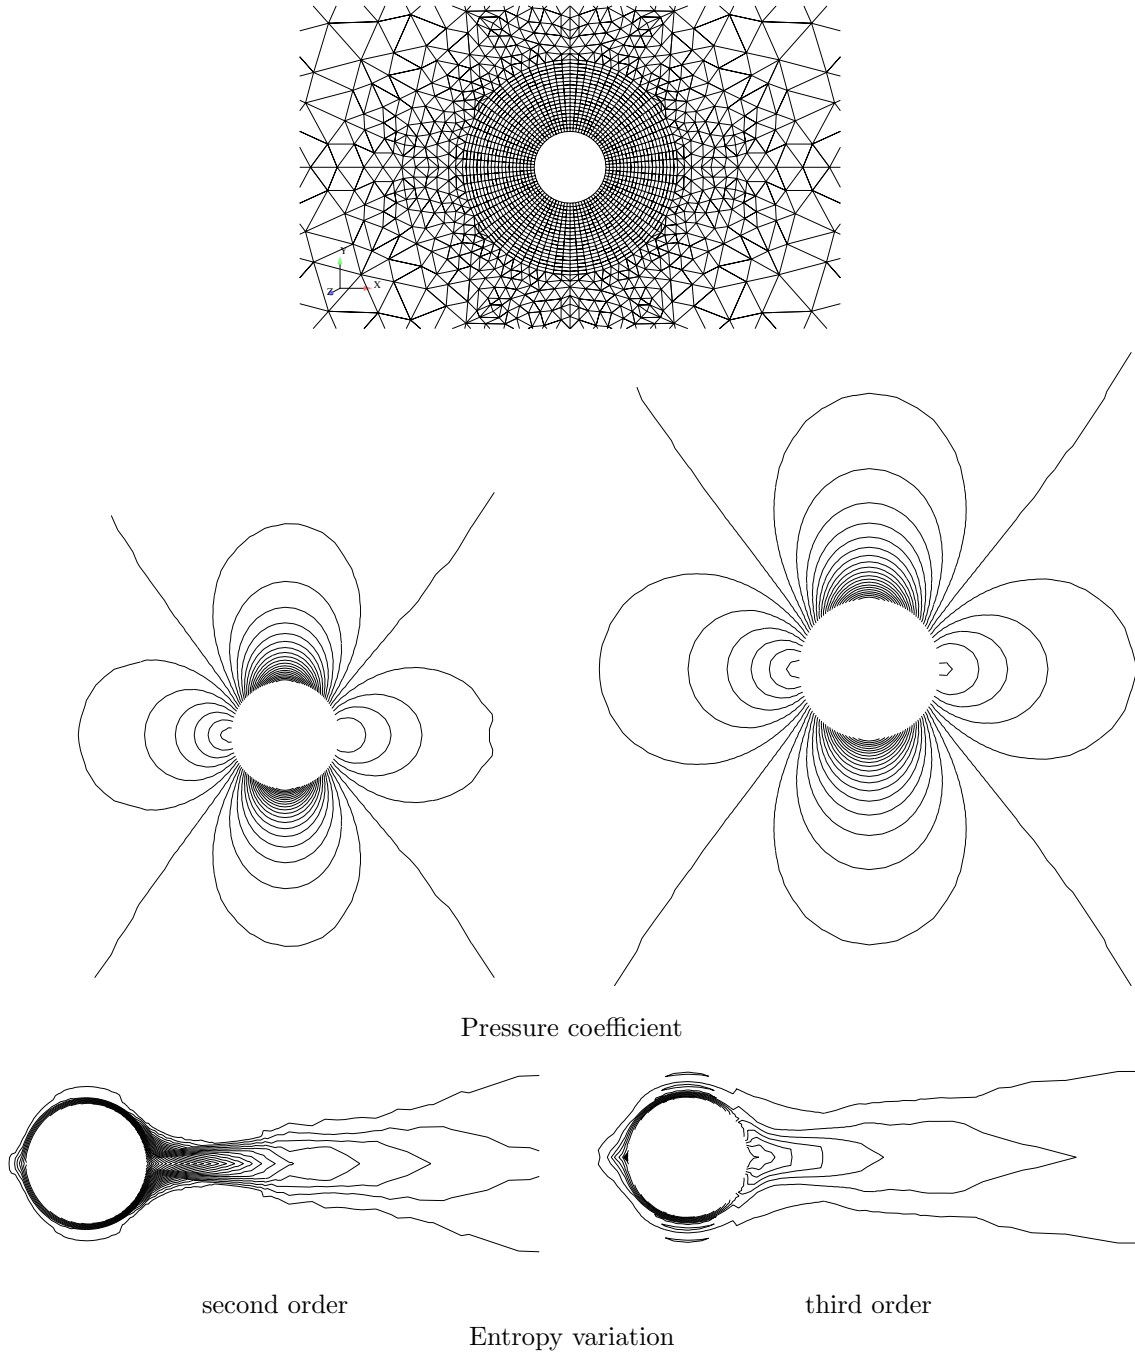 Y
X
Z
Pressure coefficient
second order
third order
Entropy variation